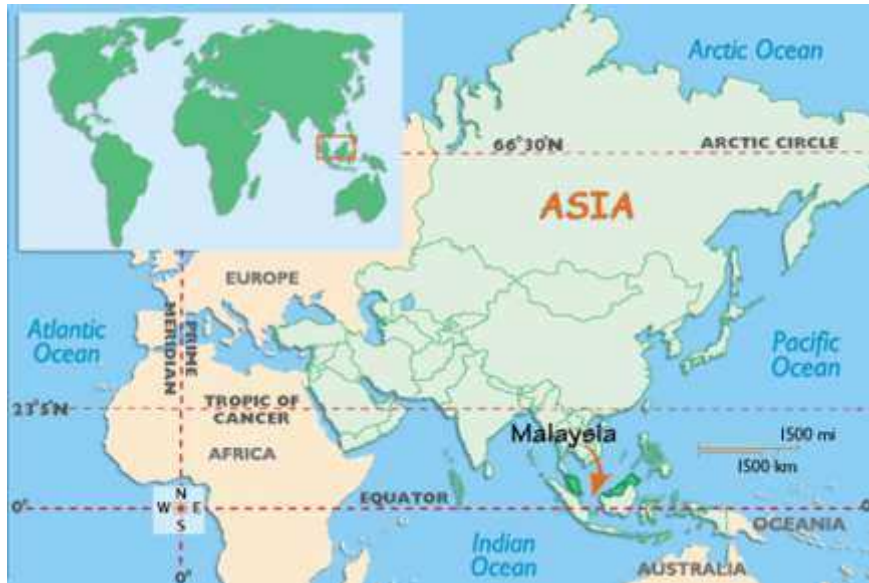 Arctic Ocean
66°30'N
ARCTIC CIRCLE
ASIA
EUROPE
Atlantic
Ocean
PRIME
MERIDIAN
Pacific
Ocean
23°5'N
TROPIC OF
CANCER
AFRICA
Malaysia
1500 mi
1500 km
N
W E
S
0°
EQUATOR
0
OCEANIA
Indian
Ocean
AUSTRALIA
0°